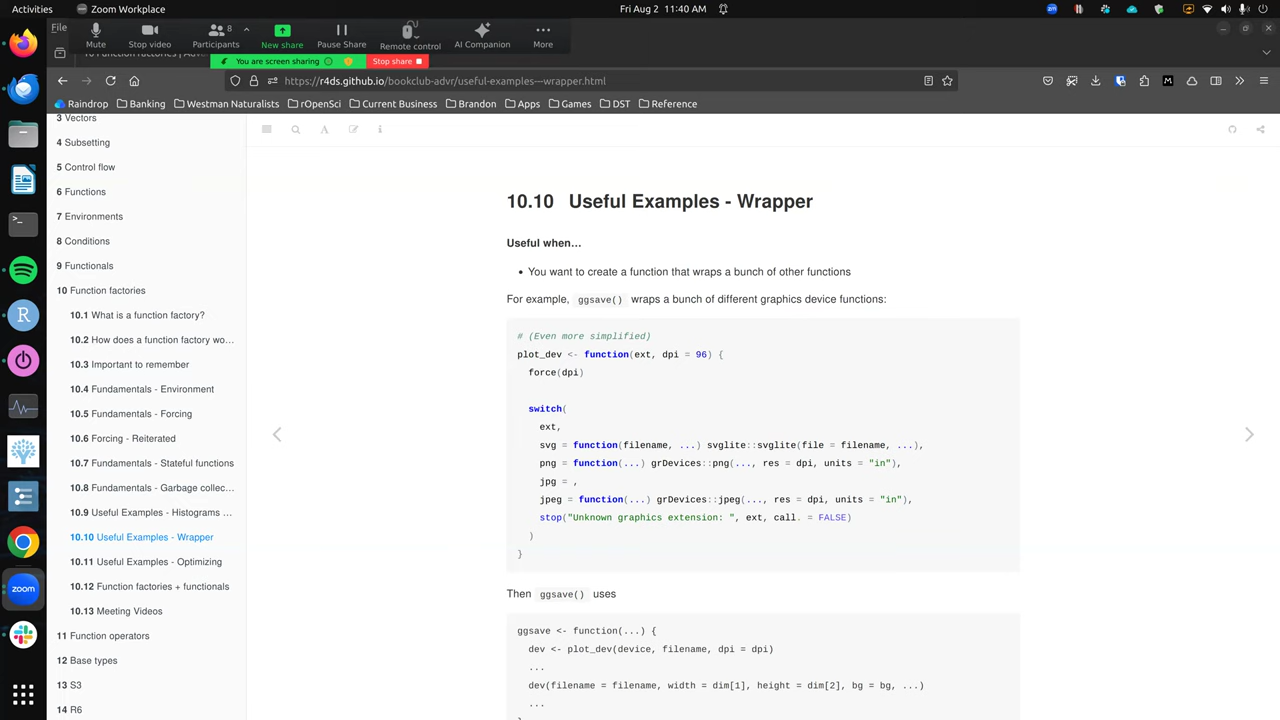 Activities
Zoom Workplace
Fri Aug 2 11:40 AM
File
Mute
Stop video
8
Participants
New share
Pause Share
Remote control
AI Companion
More
You are screen sharing
Stop share
https://r4ds.github.io/bookclub-advr/useful-examples---wrapper.html
Raindrop
Banking
Westman Naturalists
rOpenSci
Current Business
Brandon
Apps
Games
DST
Reference
3 Vectors
4 Subsetting
5 Control flow
6 Functions
7 Environments
8 Conditions
9 Functionals
10 Function factories
10.1 What is a function factory?
10.2 How does a function factory wo…
10.3 Important to remember
10.4 Fundamentals - Environment
10.5 Fundamentals - Forcing
10.6 Forcing - Reiterated
10.7 Fundamentals - Stateful functions
10.8 Fundamentals - Garbage collec…
10.9 Useful Examples - Histograms …
10.10 Useful Examples - Wrapper
10.11 Useful Examples - Optimizing
10.12 Function factories + functionals
10.13 Meeting Videos
11 Function operators
12 Base types
13 S3
14 R6
10.10 Useful Examples - Wrapper
Useful when…
• You want to create a function that wraps a bunch of other functions
For example, ggsave() wraps a bunch of different graphics device functions:
# (Even more simplified)
plot_dev <- function(ext, dpi = 96) {
force(dpi)
switch(
ext,
svg = function(filename, ...) svglite::svglite(file = filename, ...),
png = function(...) grDevices::png(..., res = dpi, units = "in"),
jpg = ,
jpeg = function(...) grDevices::jpeg(..., res = dpi, units = "in"),
stop("Unknown graphics extension: ", ext, call. = FALSE)
)
}
Then ggsave() uses
ggsave <- function(...) {
dev <- plot_dev(device, filename, dpi = dpi)
...
dev(filename = filename, width = dim[1], height = dim[2], bg = bg, ...)
...
zoom